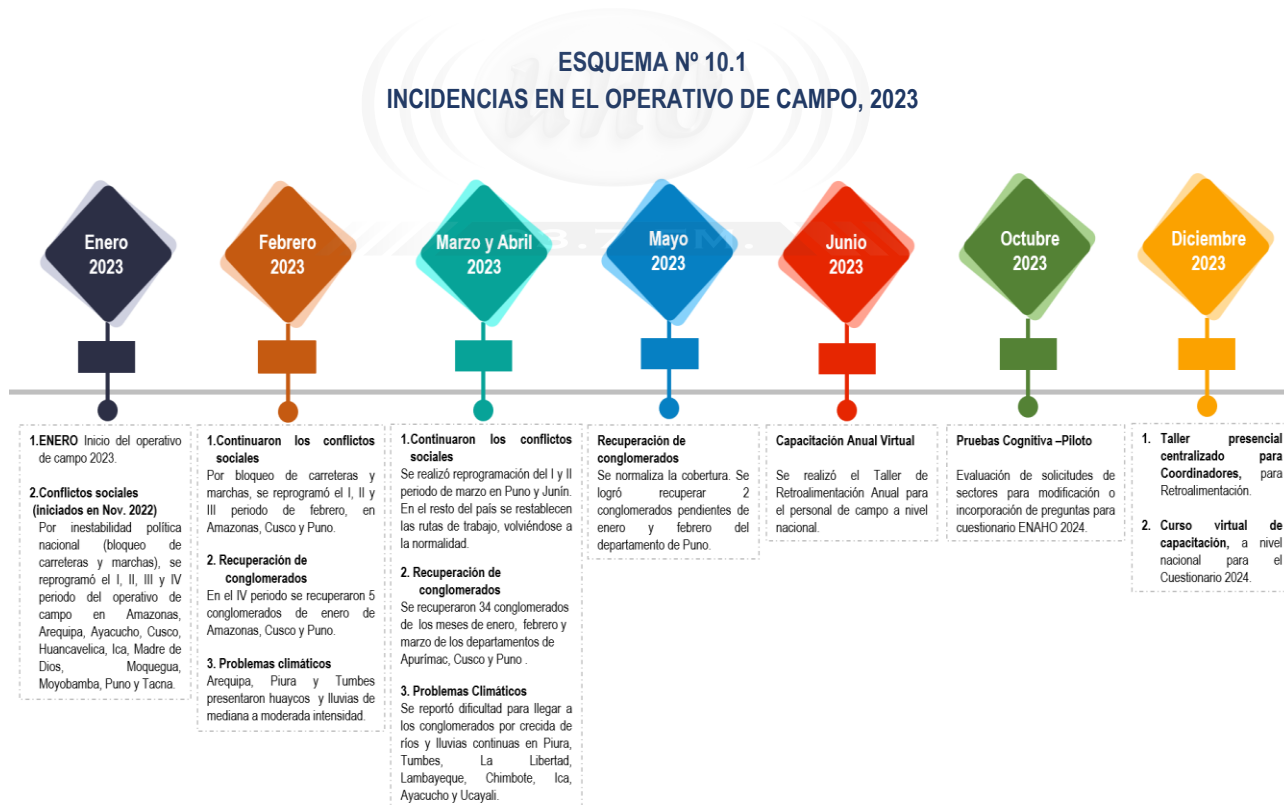 ESQUEMA Nº 10.1
INCIDENCIAS EN EL OPERATIVO DE CAMPO, 2023
uno
Enero
2023
Febrero
2023
Marzo y Abril
2023
Mayo
2023
Junio
2023
Octubre
2023
Diciembre
2023
1.ENERO Inicio del operativo
de campo 2023.
2.Conflictos sociales
(iniciados en Nov. 2022)
Por inestabilidad política
nacional (bloqueo de
carreteras y marchas), se
reprogramó el I, II, III y IV
periodo del operativo de
campo en Amazonas,
Arequipa, Ayacucho, Cusco,
Huancavelica, Ica, Madre de
Dios, Moquegua,
Moyobamba, Puno y Tacna.
1.Continuaron los conflictos
sociales
Por bloqueo de carreteras y
marchas, se reprogramó el I, II y
III periodo de febrero, en
Amazonas, Cusco y Puno.
2. Recuperación de
conglomerados
En el IV periodo se recuperaron 5
conglomerados de enero de
Amazonas, Cusco y Puno.
3. Problemas climáticos
Arequipa, Piura y Tumbes
presentaron huaycos y lluvias de
mediana a moderada intensidad.
1.Continuaron los conflictos
sociales
Se realizó reprogramación del I y II
periodo de marzo en Puno y Junín.
En el resto del país se restablecen
las rutas de trabajo, volviéndose a
la normalidad.
2. Recuperación de
conglomerados
Se recuperaron 34 conglomerados
de los meses de enero, febrero y
marzo de los departamentos de
Apurímac, Cusco y Puno .
3. Problemas Climáticos
Se reportó dificultad para llegar a
los conglomerados por crecida de
ríos y lluvias continuas en Piura,
Tumbes, La Libertad,
Lambayeque, Chimbote, Ica,
Ayacucho y Ucayali.
Recuperación de
conglomerados
Se normaliza la cobertura. Se
logró recuperar 2
conglomerados pendientes de
enero y febrero del
departamento de Puno.
Capacitación Anual Virtual
Se realizó el Taller de
Retroalimentación Anual para
el personal de campo a nivel
nacional.
Pruebas Cognitiva –Piloto
Evaluación de solicitudes de
sectores para modificación o
incorporación de preguntas para
cuestionario ENAHO 2024.
1. Taller presencial
centralizado para
Coordinadores, para
Retroalimentación.
2. Curso virtual de
capacitación, a nivel
nacional para el
Cuestionario 2024.